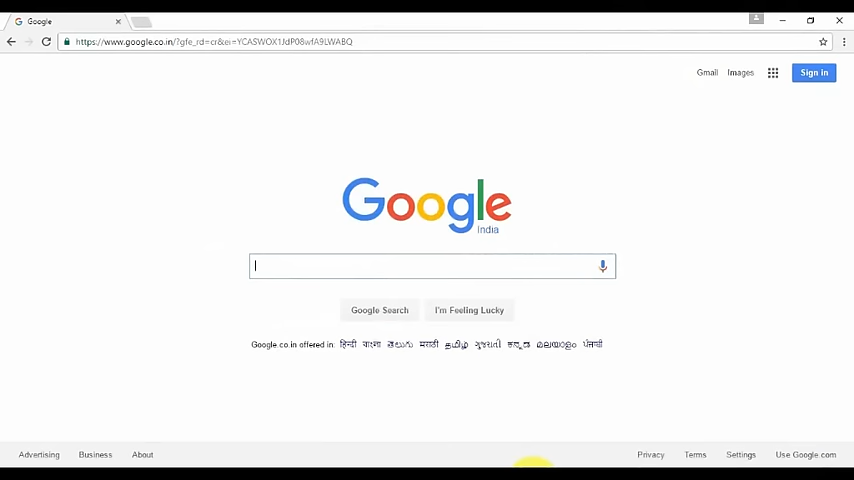 Google
https://www.google.co.in/?gfe_rd=cr&ei=YCASWOX1JdP08wfA9LWABQ
Gmail Images Sign in
Google
India
Google Search I'm Feeling Lucky
Google.co.in offered in: हिन्दी বাংলা తెలుగు मराठी தமிழ் ગુજરાતી ಕನ್ನಡ മലയാളം ਪੰਜਾਬੀ
Advertising Business About Privacy Terms Settings Use Google.com